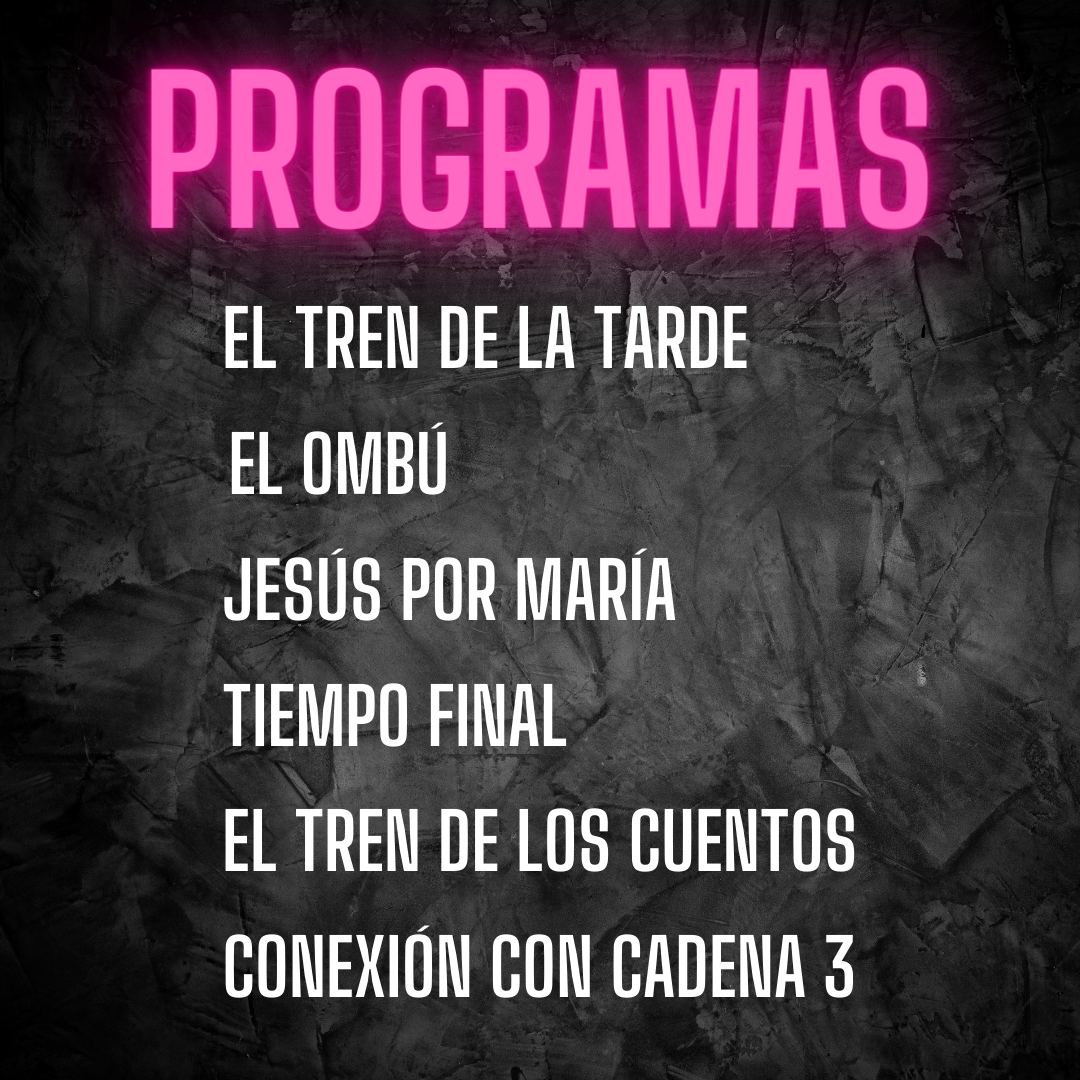 PROGRAMAS
EL TREN DE LA TARDE
EL OMBÚ
JESÚS POR MARÍA
TIEMPO FINAL
EL TREN DE LOS CUENTOS
CONEXIÓN CON CADENA 3